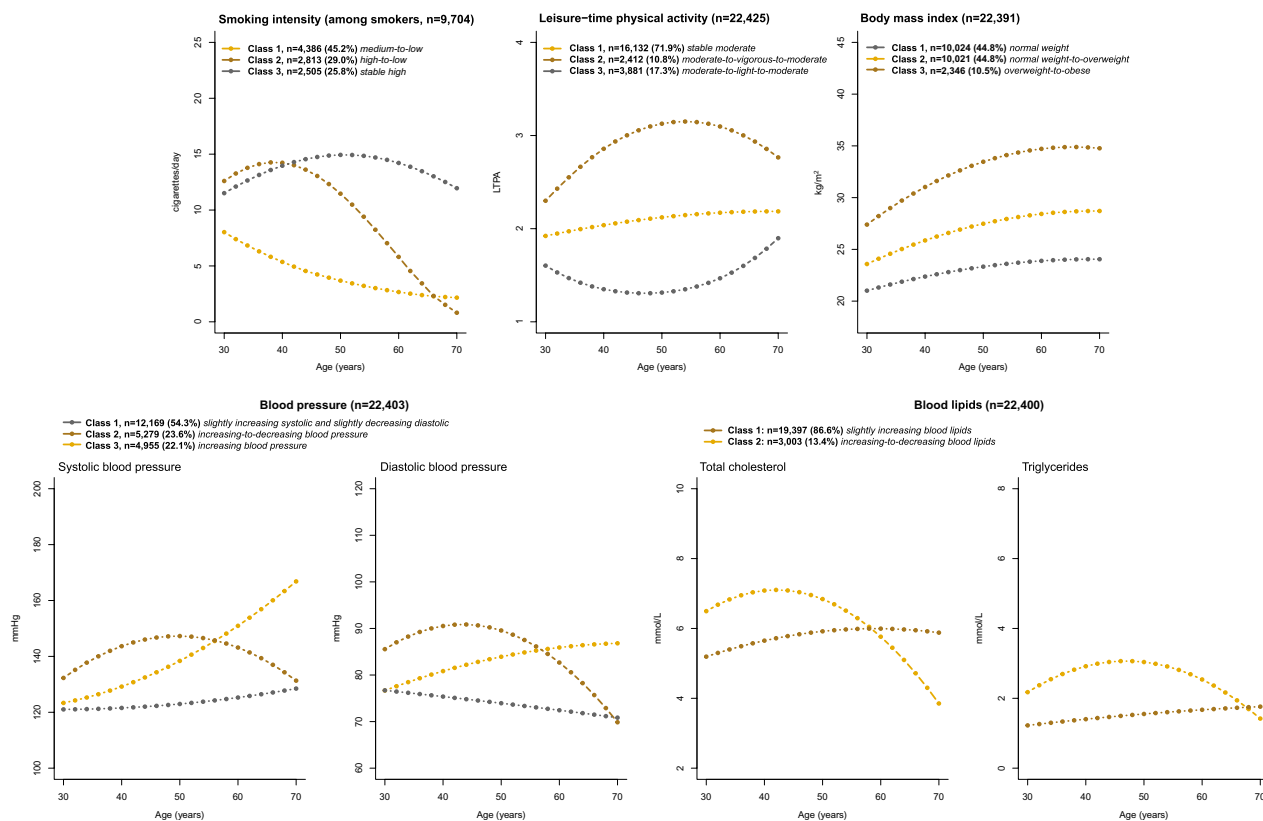 Smoking intensity (among smokers, n=9,704)
Class 1, n=4,386 (45.2%) medium-to-low
Class 2, n=2,813 (29.0%) high-to-low
Class 3, n=2,505 (25.8%) stable high
cigarettes/day
25
20
15
10
5
0
30 40 50 60 70
Age (years)
Leisure−time physical activity (n=22,425)
Class 1, n=16,132 (71.9%) stable moderate
Class 2, n=2,412 (10.8%) moderate-to-vigorous-to-moderate
Class 3, n=3,881 (17.3%) moderate-to-light-to-moderate
LTPA
4
3
2
1
30 40 50 60 70
Age (years)
Body mass index (n=22,391)
Class 1, n=10,024 (44.8%) normal weight
Class 2, n=10,021 (44.8%) normal weight-to-overweight
Class 3, n=2,346 (10.5%) overweight-to-obese
kg/m²
45
40
35
30
25
20
30 40 50 60 70
Age (years)
Blood pressure (n=22,403)
Class 1, n=12,169 (54.3%) slightly increasing systolic and slightly decreasing diastolic
Class 2, n=5,279 (23.6%) increasing-to-decreasing blood pressure
Class 3, n=4,955 (22.1%) increasing blood pressure
Systolic blood pressure
mmHg
200
180
160
140
120
100
30 40 50 60 70
Age (years)
Diastolic blood pressure
mmHg
120
110
100
90
80
70
60
30 40 50 60 70
Age (years)
Blood lipids (n=22,400)
Class 1: n=19,397 (86.6%) slightly increasing blood lipids
Class 2: n=3,003 (13.4%) increasing-to-decreasing blood lipids
Total cholesterol
mmol/L
10
8
6
4
2
30 40 50 60 70
Age (years)
Triglycerides
mmol/L
8
6
4
2
0
30 40 50 60 70
Age (years)